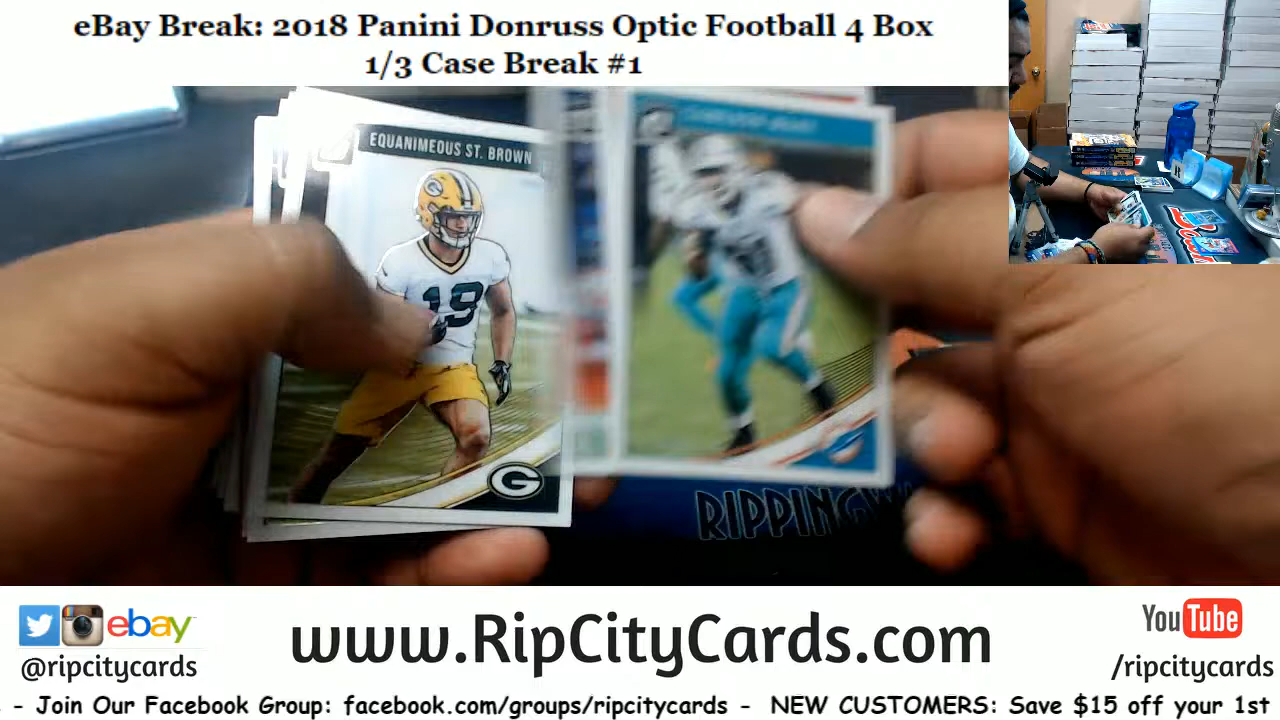 eBay Break: 2018 Panini Donruss Optic Football 4 Box
1/3 Case Break #1
EQUANIMEOUS ST. BROWN
19
G
RIPPING
ebay
@ripcitycards
www.RipCityCards.com
YouTube
/ripcitycards
- Join Our Facebook Group: facebook.com/groups/ripcitycards - NEW CUSTOMERS: Save $15 off your 1st